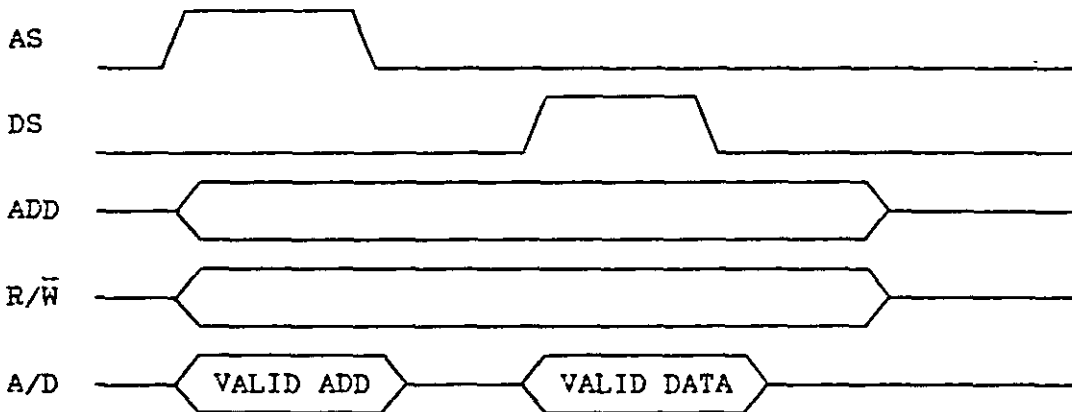 AS
DS
ADD
R/W̅
A/D VALID ADD VALID DATA